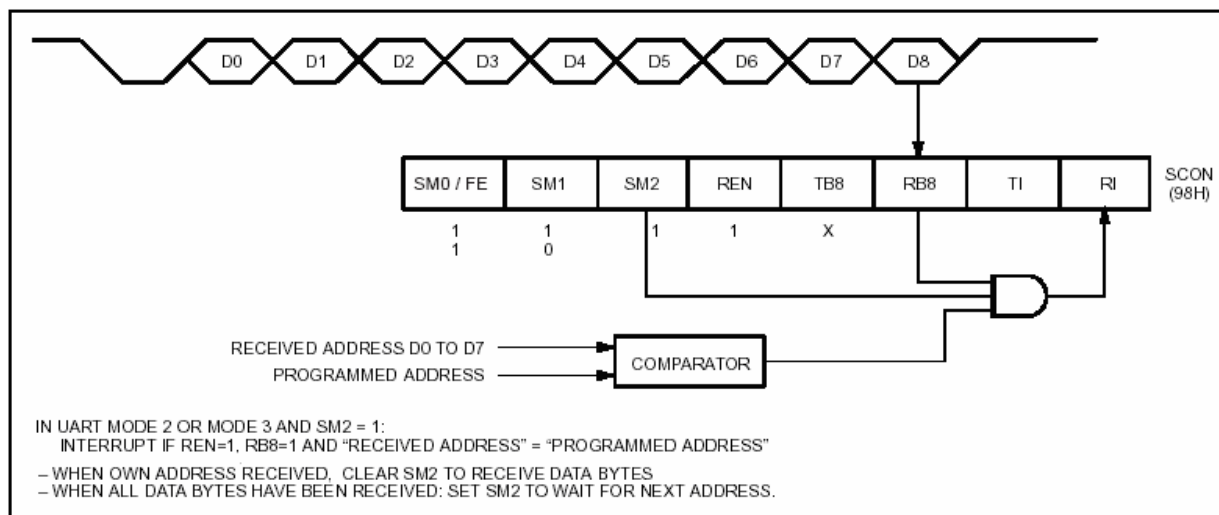 D0 D1 D2 D3 D4 D5 D6 D7 D8
SM0 / FE SM1 SM2 REN TB8 RB8 TI RI SCON
(98H)
1 1 1 1 X
1 0
RECEIVED ADDRESS D0 TO D7
PROGRAMMED ADDRESS
COMPARATOR
IN UART MODE 2 OR MODE 3 AND SM2 = 1:
INTERRUPT IF REN=1, RB8=1 AND “RECEIVED ADDRESS” = “PROGRAMMED ADDRESS”
– WHEN OWN ADDRESS RECEIVED, CLEAR SM2 TO RECEIVE DATA BYTES
– WHEN ALL DATA BYTES HAVE BEEN RECEIVED: SET SM2 TO WAIT FOR NEXT ADDRESS.